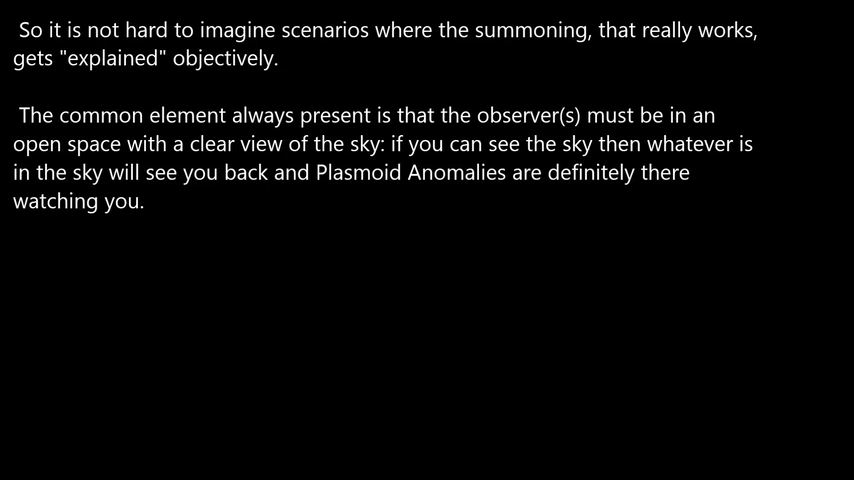 So it is not hard to imagine scenarios where the summoning, that really works,
gets "explained" objectively.
The common element always present is that the observer(s) must be in an
open space with a clear view of the sky: if you can see the sky then whatever is
in the sky will see you back and Plasmoid Anomalies are definitely there
watching you.